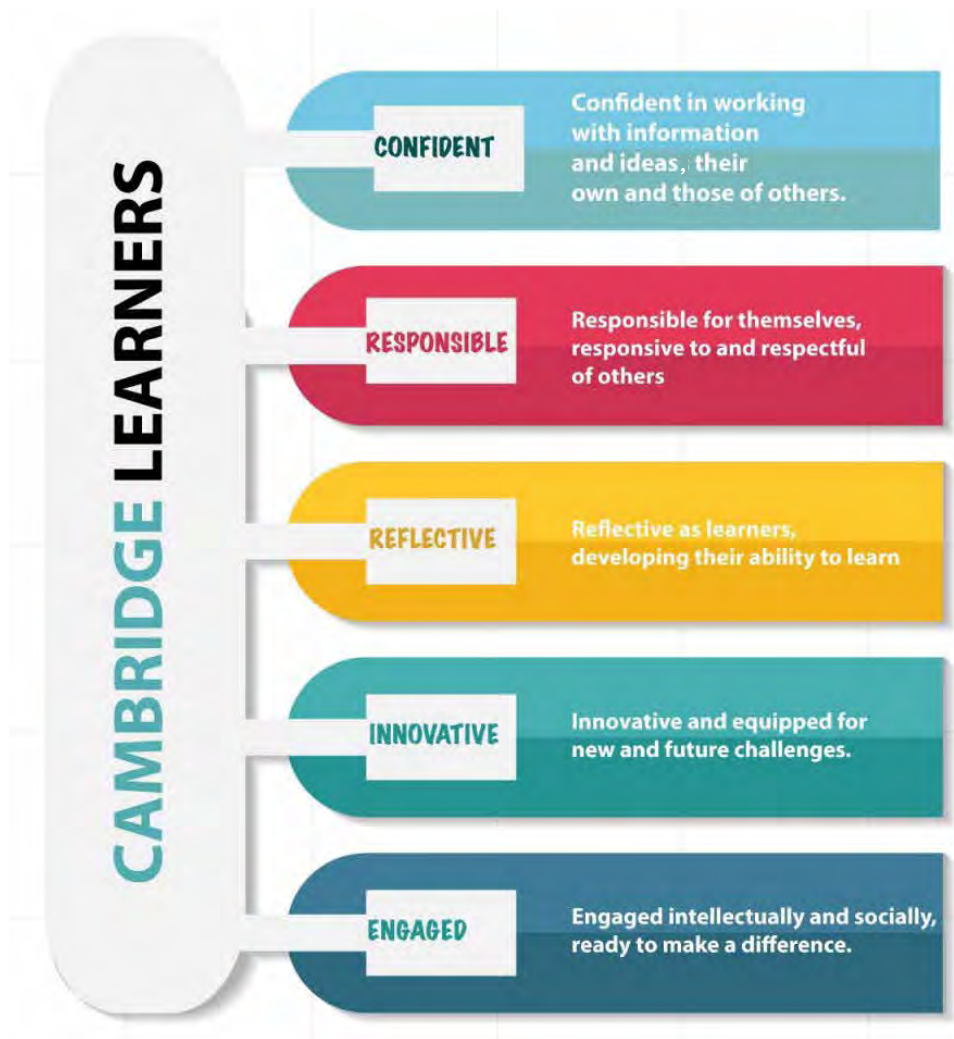 CAMBRIDGE LEARNERS
CONFIDENT
Confident in working
with information
and ideas, their
own and those of others.
RESPONSIBLE
Responsible for themselves,
responsive to and respectful
of others
REFLECTIVE
Reflective as learners,
developing their ability to learn
INNOVATIVE
Innovative and equipped for
new and future challenges.
ENGAGED
Engaged intellectually and socially,
ready to make a difference.